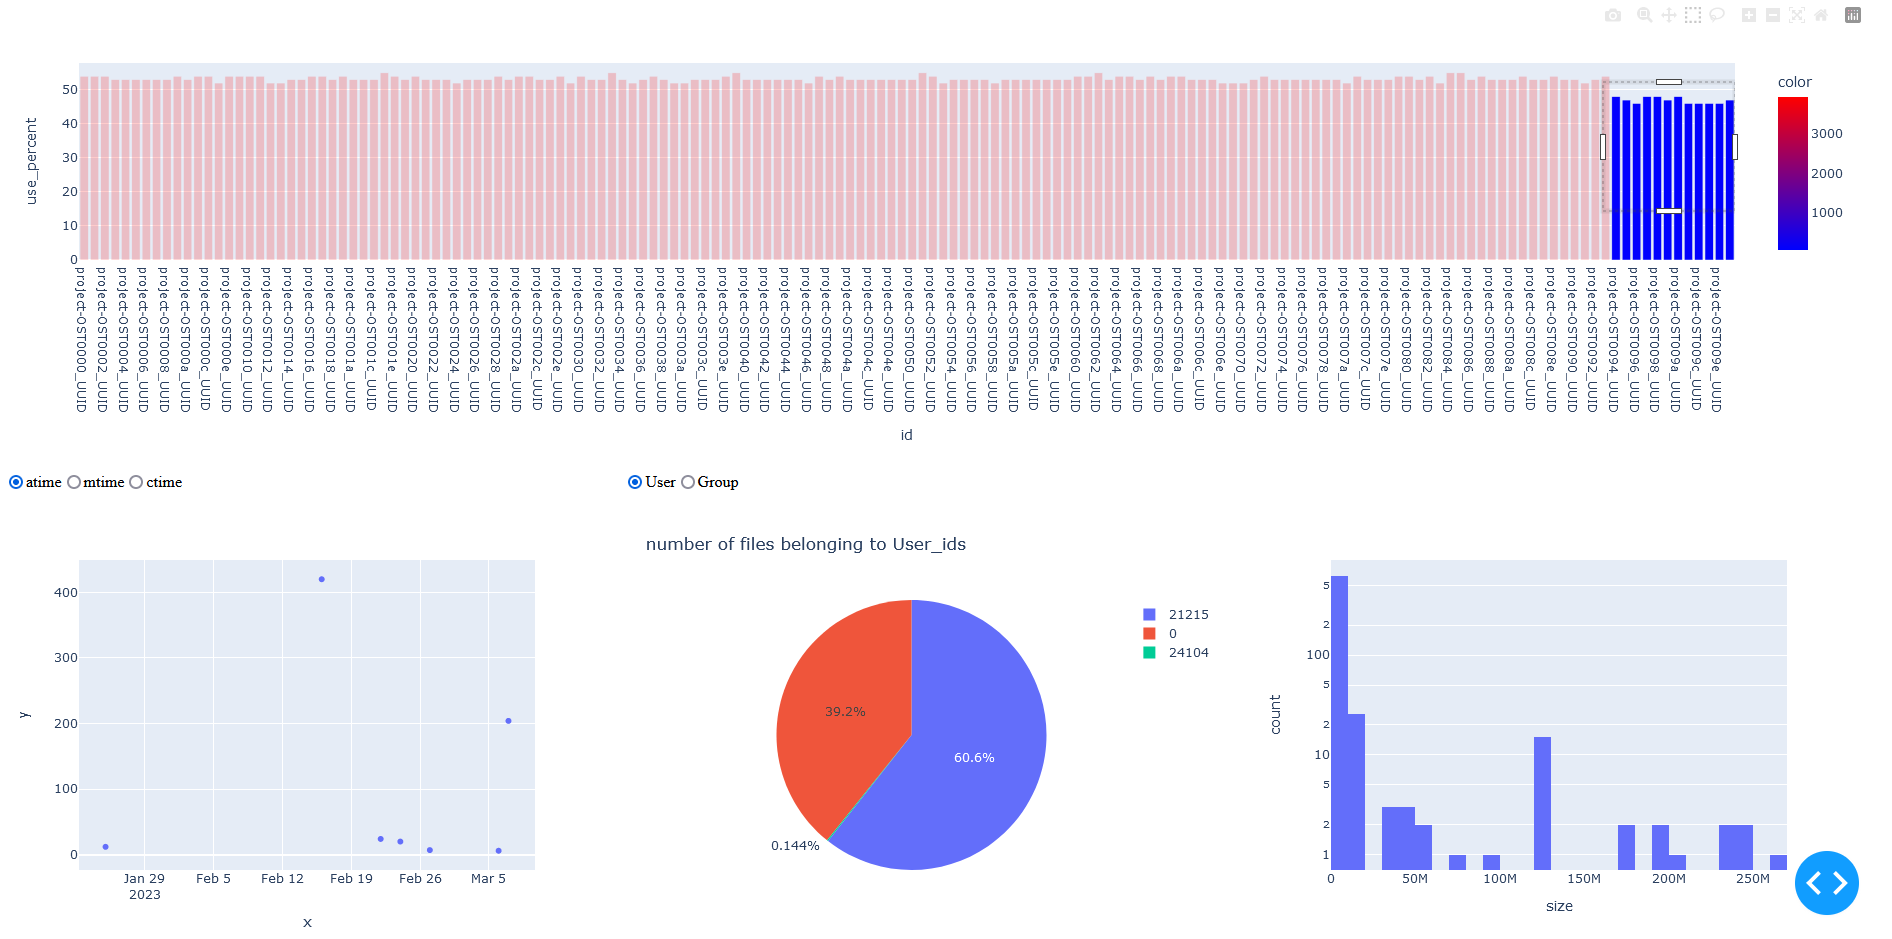 color
50
40
30
20
10
0
use_percent
3000
2000
1000
project-OST0000_UUID
project-OST0002_UUID
project-OST0004_UUID
project-OST0006_UUID
project-OST0008_UUID
project-OST000a_UUID
project-OST000c_UUID
project-OST000e_UUID
project-OST0010_UUID
project-OST0012_UUID
project-OST0014_UUID
project-OST0016_UUID
project-OST0018_UUID
project-OST001a_UUID
project-OST001c_UUID
project-OST001e_UUID
project-OST0020_UUID
project-OST0022_UUID
project-OST0024_UUID
project-OST0026_UUID
project-OST0028_UUID
project-OST002a_UUID
project-OST002c_UUID
project-OST002e_UUID
project-OST0030_UUID
project-OST0032_UUID
project-OST0034_UUID
project-OST0036_UUID
project-OST0038_UUID
project-OST003a_UUID
project-OST003c_UUID
project-OST003e_UUID
project-OST0040_UUID
project-OST0042_UUID
project-OST0044_UUID
project-OST0046_UUID
project-OST0048_UUID
project-OST004a_UUID
project-OST004c_UUID
project-OST004e_UUID
project-OST0050_UUID
project-OST0052_UUID
project-OST0054_UUID
project-OST0056_UUID
project-OST0058_UUID
project-OST005a_UUID
project-OST005c_UUID
project-OST005e_UUID
project-OST0060_UUID
project-OST0062_UUID
project-OST0064_UUID
project-OST0066_UUID
project-OST0068_UUID
project-OST006a_UUID
project-OST006c_UUID
project-OST006e_UUID
project-OST0070_UUID
project-OST0072_UUID
project-OST0074_UUID
project-OST0076_UUID
project-OST0078_UUID
project-OST007a_UUID
project-OST007c_UUID
project-OST007e_UUID
project-OST0080_UUID
project-OST0082_UUID
project-OST0084_UUID
project-OST0086_UUID
project-OST0088_UUID
project-OST008a_UUID
project-OST008c_UUID
project-OST008e_UUID
project-OST0090_UUID
project-OST0092_UUID
project-OST0094_UUID
project-OST0096_UUID
project-OST0098_UUID
project-OST009a_UUID
project-OST009c_UUID
project-OST009e_UUID
id
atime mtime ctime
User Group
400
300
200
100
0
y
Jan 29
2023
Feb 5
Feb 12
Feb 19
Feb 26
Mar 5
x
number of files belonging to User_ids
39.2%
60.6%
0.144%
21215
0
24104
5
2
100
5
2
10
5
2
1
count
0
50M
100M
150M
200M
250M
size